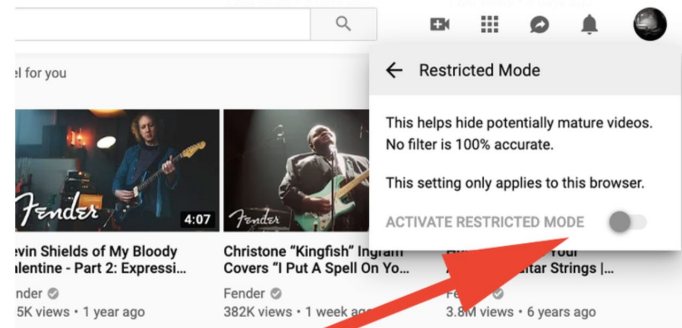 el for you
Restricted Mode
This helps hide potentially mature videos.
No filter is 100% accurate.
This setting only applies to this browser.
ACTIVATE RESTRICTED MODE
Fender
4:07
Fender
evin Shields of My Body
alentine - Part 2: Expressi...
nder
5K views • 1 year ago
Christone “Kingfish” Ingram
Covers “I Put A Spell On Yo...
Fender
382K views • 1 week ago
Your
itar Strings |...
3.8M views • 6 years ago